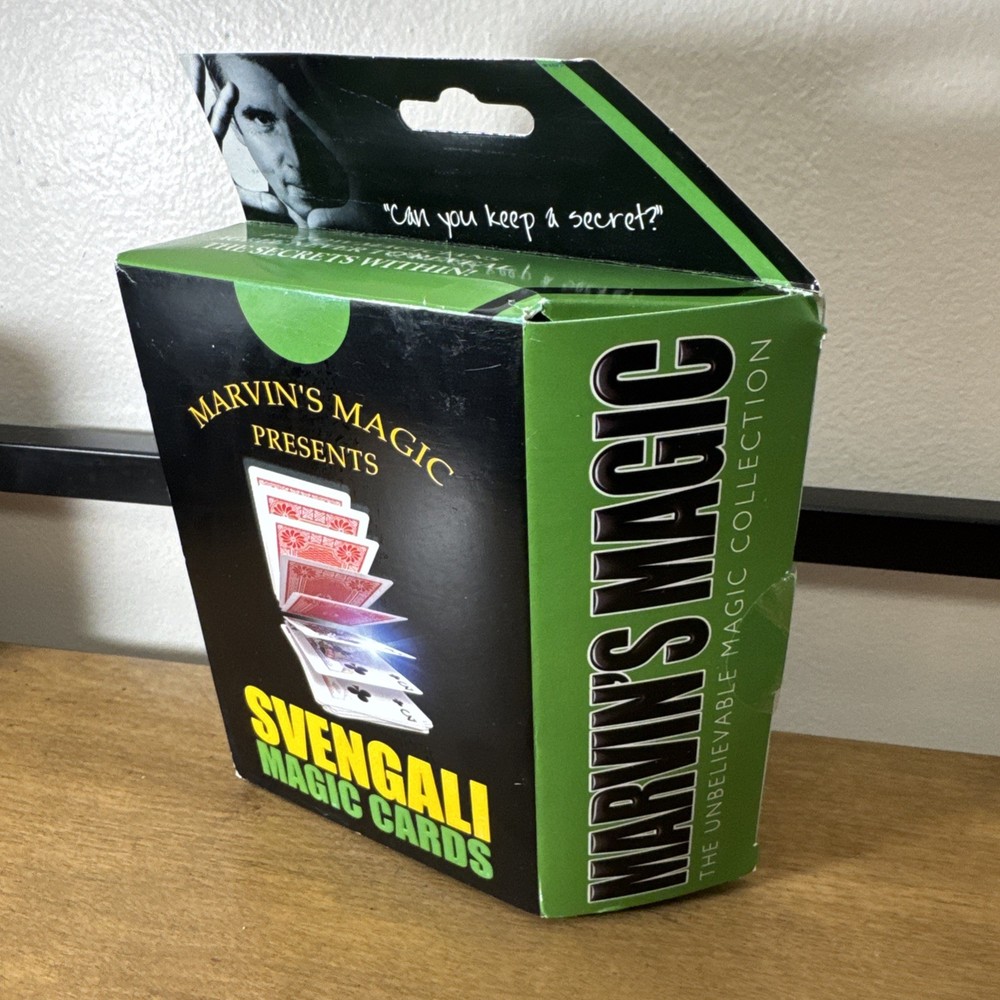 "Can you keep a secret?"
THE SECRETS WITHIN!
MARVIN'S MAGIC
PRESENTS
SVENGALI
MAGIC CARDS
MARVIN'S MAGIC
THE UNBELIEVABLE MAGIC COLLECTION